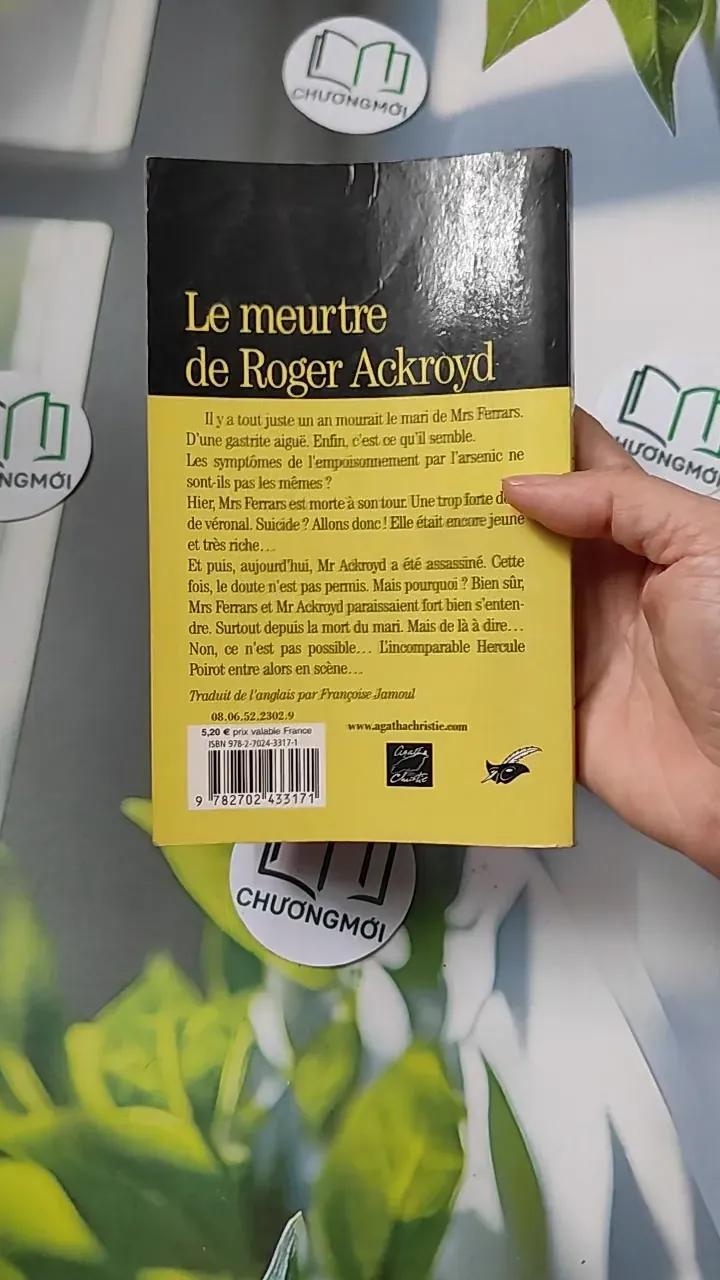 CHƯƠNGMỚI
Le meurtre
de Roger Ackroyd
Il y a tout juste un an mourait le mari de Mrs Ferrars.
D'une gastrite aiguë. Enfin, c'est ce qu'il semble.
Les symptômes de l'empoisonnement par l'arsenic ne
sont-ils pas les mêmes ?
Hier, Mrs Ferrars est morte à son tour. Une trop forte
de véronal. Suicide ? Allons donc ! Elle était encore jeune
et très riche…
Et puis, aujourd'hui, Mr Ackroyd a été assassiné. Cette
fois, le doute n'est pas permis. Mais pourquoi ? Bien sûr,
Mrs Ferrars et Mr Ackroyd paraissaient fort bien s'enten-
dre. Surtout depuis la mort du mari. Mais de là à dire…
Non, ce n'est pas possible… L'incomparable Hercule
Poirot entre alors en scène…
Traduit de l'anglais par Françoise Jamoul
08.06.52.2302.9
5,20 € prix valable France
ISBN 978-2-7024-3317-1
9 782702 433171
www.agathachristie.com
Agatha
Christie
NGMỚI
ƯƠNGMỚ
CHƯƠNGMỚI